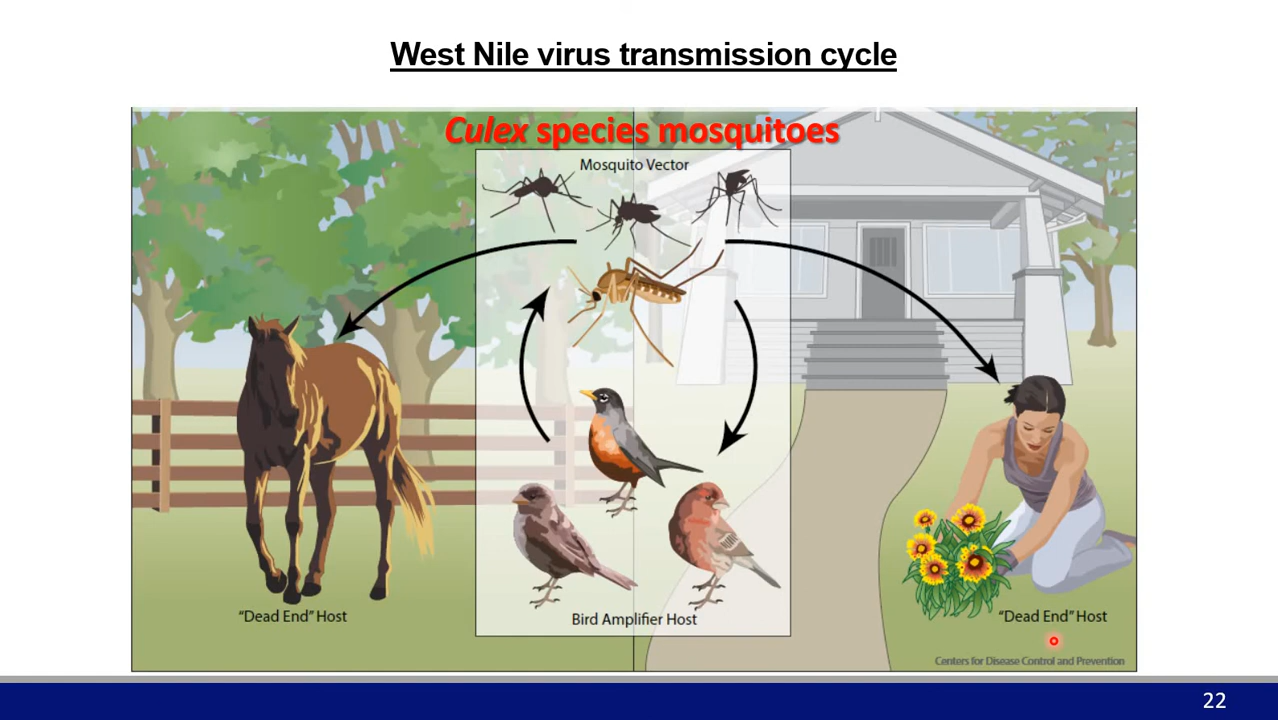 West Nile virus transmission cycle
Culex species mosquitoes
Mosquito Vector
"Dead End" Host
Bird Amplifier Host
"Dead End" Host
Centers for Disease Control and Prevention
22